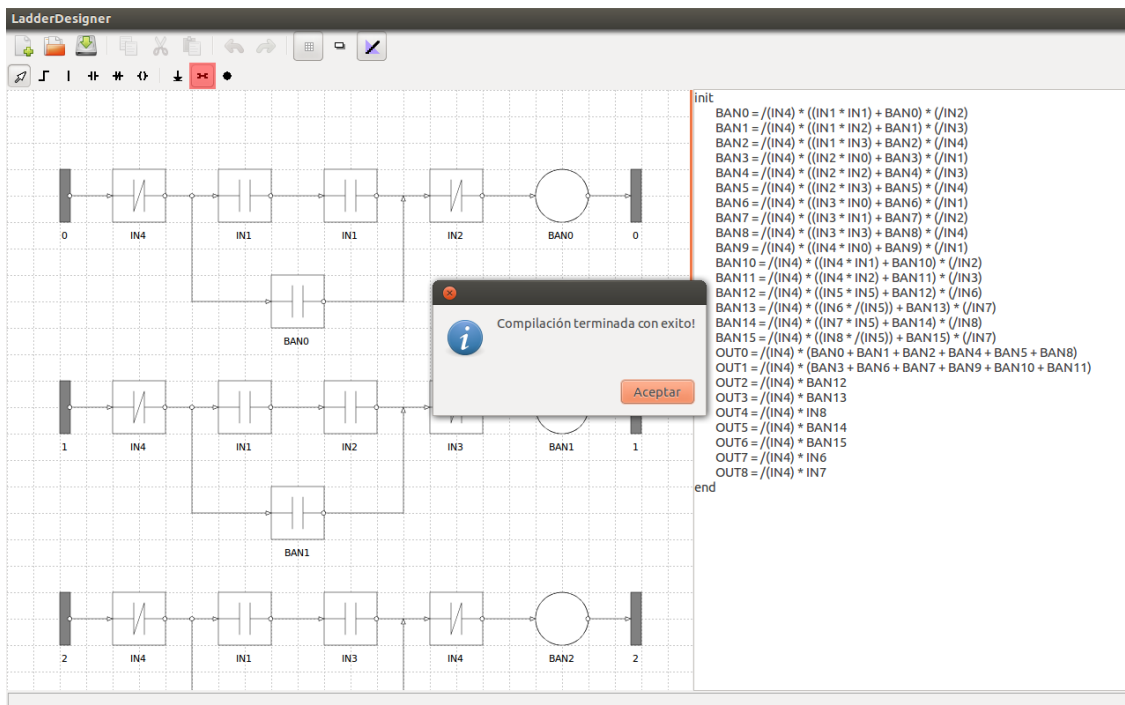 LadderDesigner
0 IN4 IN1 IN1 IN2 BAN0 0
BAN0
1 IN4 IN1 IN2 IN3 BAN1 1
BAN1
2 IN4 IN1 IN3 IN4 BAN2 2
Compilación terminada con exito!
Aceptar
init
BAN0 = /(IN4) * ((IN1 * IN1) + BAN0) * (/IN2)
BAN1 = /(IN4) * ((IN1 * IN2) + BAN1) * (/IN3)
BAN2 = /(IN4) * ((IN1 * IN3) + BAN2) * (/IN4)
BAN3 = /(IN4) * ((IN2 * IN0) + BAN3) * (/IN1)
BAN4 = /(IN4) * ((IN2 * IN2) + BAN4) * (/IN3)
BAN5 = /(IN4) * ((IN2 * IN3) + BAN5) * (/IN4)
BAN6 = /(IN4) * ((IN3 * IN0) + BAN6) * (/IN1)
BAN7 = /(IN4) * ((IN3 * IN1) + BAN7) * (/IN2)
BAN8 = /(IN4) * ((IN3 * IN3) + BAN8) * (/IN4)
BAN9 = /(IN4) * ((IN4 * IN0) + BAN9) * (/IN1)
BAN10 = /(IN4) * ((IN4 * IN1) + BAN10) * (/IN2)
BAN11 = /(IN4) * ((IN4 * IN2) + BAN11) * (/IN3)
BAN12 = /(IN4) * ((IN5 * IN5) + BAN12) * (/IN6)
BAN13 = /(IN4) * ((IN6 * /(IN5)) + BAN13) * (/IN7)
BAN14 = /(IN4) * ((IN7 * IN5) + BAN14) * (/IN8)
BAN15 = /(IN4) * ((IN8 * /(IN5)) + BAN15) * (/IN7)
OUT0 = /(IN4) * (BAN0 + BAN1 + BAN2 + BAN4 + BAN5 + BAN8)
OUT1 = /(IN4) * (BAN3 + BAN6 + BAN7 + BAN9 + BAN10 + BAN11)
OUT2 = /(IN4) * BAN12
OUT3 = /(IN4) * BAN13
OUT4 = /(IN4) * IN8
OUT5 = /(IN4) * BAN14
OUT6 = /(IN4) * BAN15
OUT7 = /(IN4) * IN6
OUT8 = /(IN4) * IN7
end